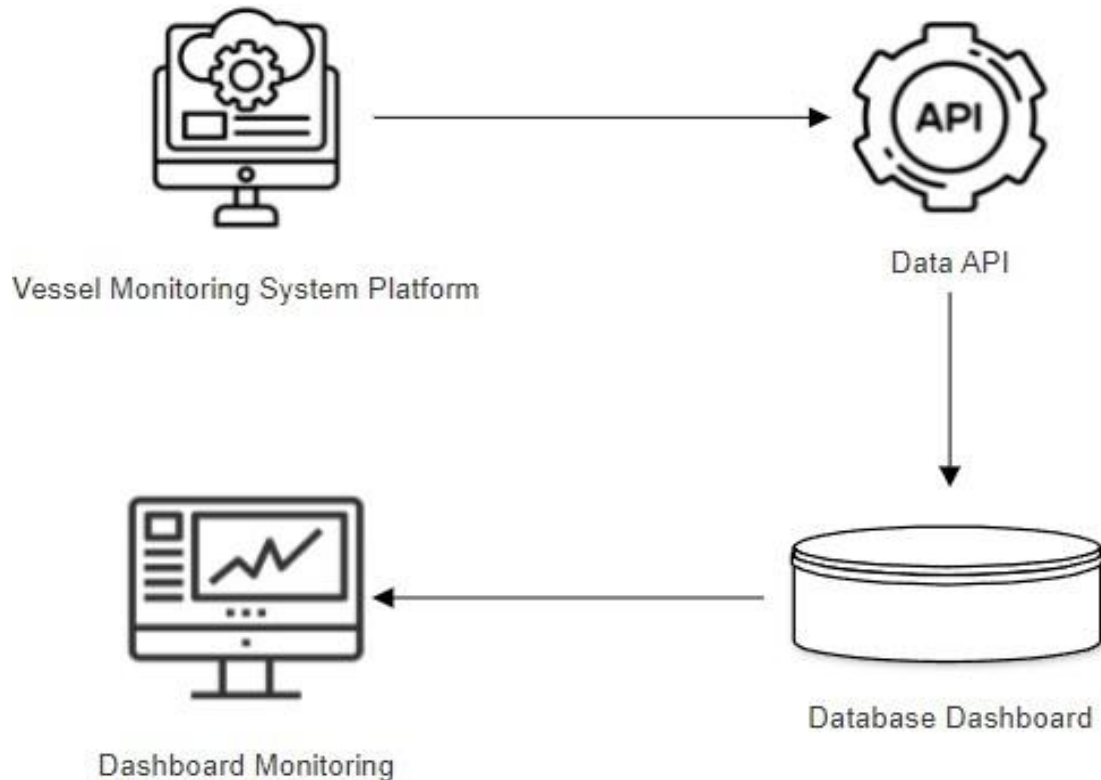 API
Vessel Monitoring System Platform
Data API
Database Dashboard
Dashboard Monitoring